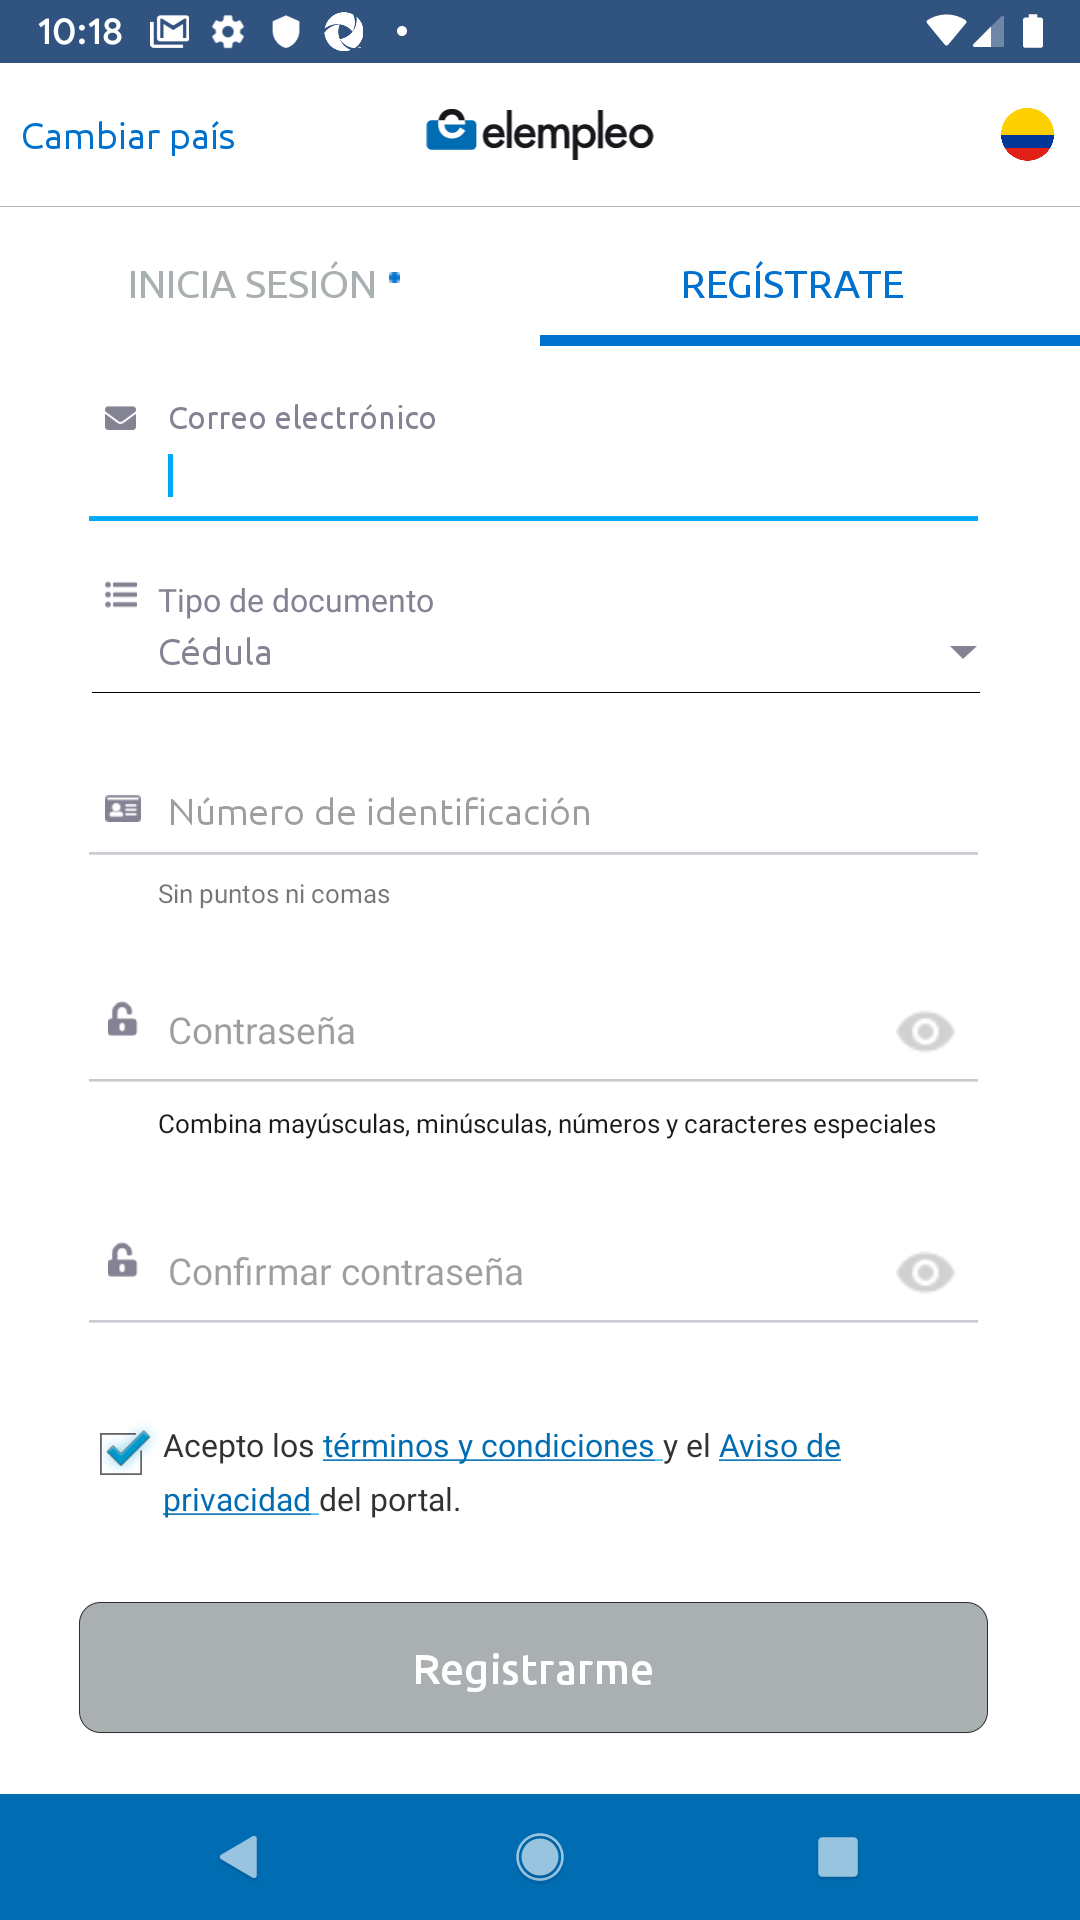 10:18
Cambiar país
elempleo
INICIA SESIÓN
REGÍSTRATE
Correo electrónico
Tipo de documento
Cédula
Número de identificación
Sin puntos ni comas
Contraseña
Combina mayúsculas, minúsculas, números y caracteres especiales
Confirmar contraseña
Acepto los términos y condiciones y el Aviso de
privacidad del portal.
Registrarme